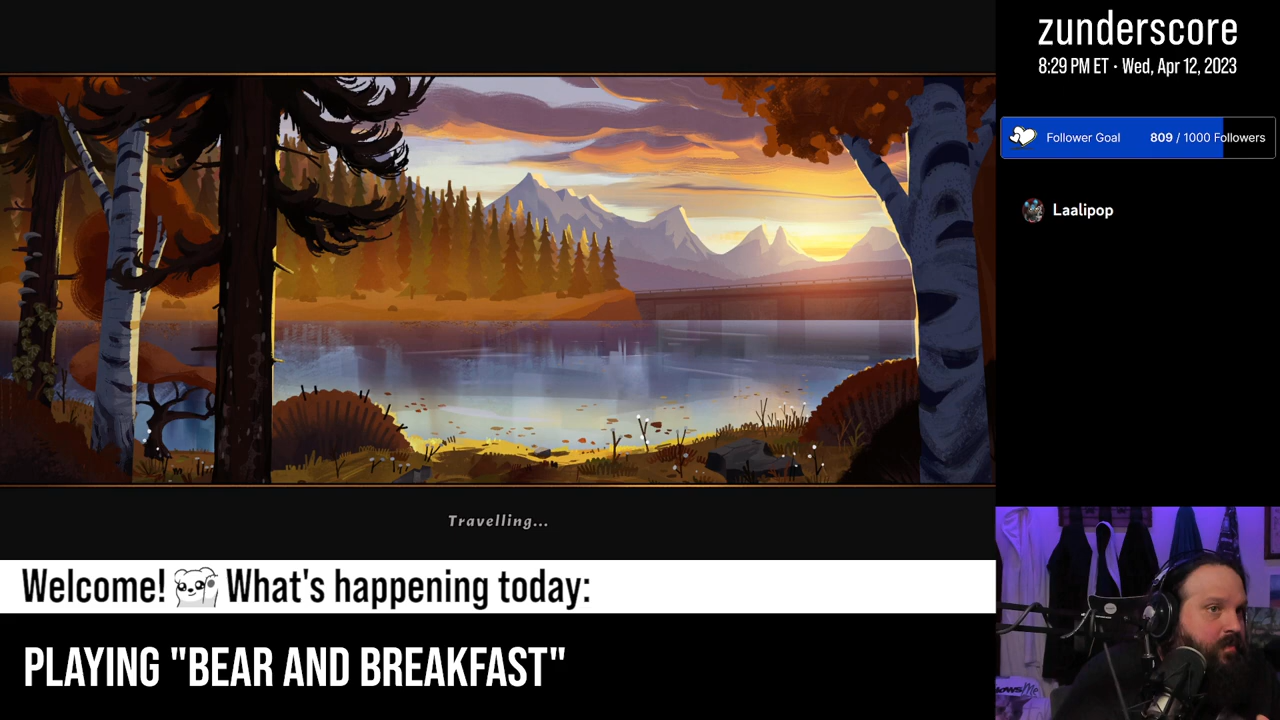 zunderscore
8:29 PM ET · Wed, Apr 12, 2023
Follower Goal 809 / 1000 Followers
Laalipop
Travelling...
Welcome! What's happening today:
PLAYING "BEAR AND BREAKFAST"